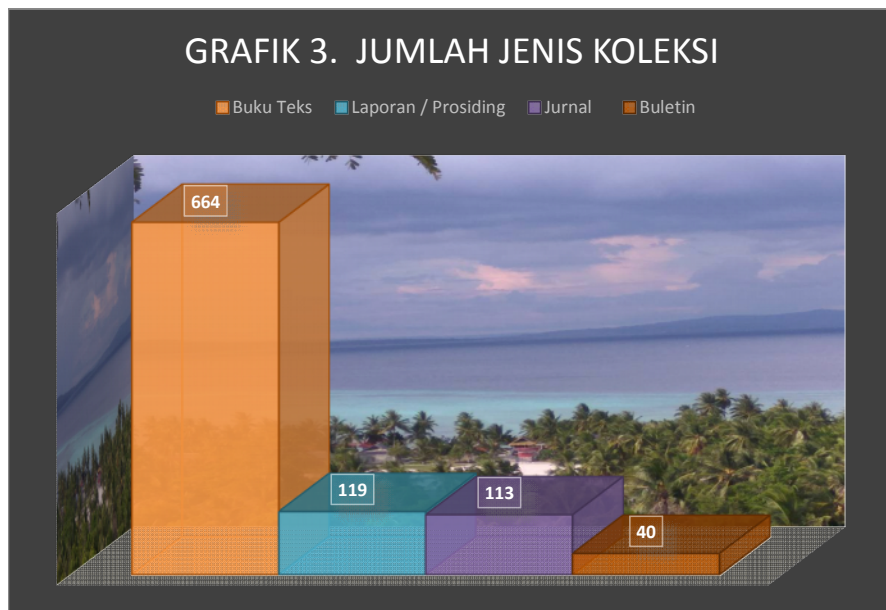 GRAFIK 3. JUMLAH JENIS KOLEKSI
Buku Teks Laporan / Prosiding Jurnal Buletin
664
119
113
40